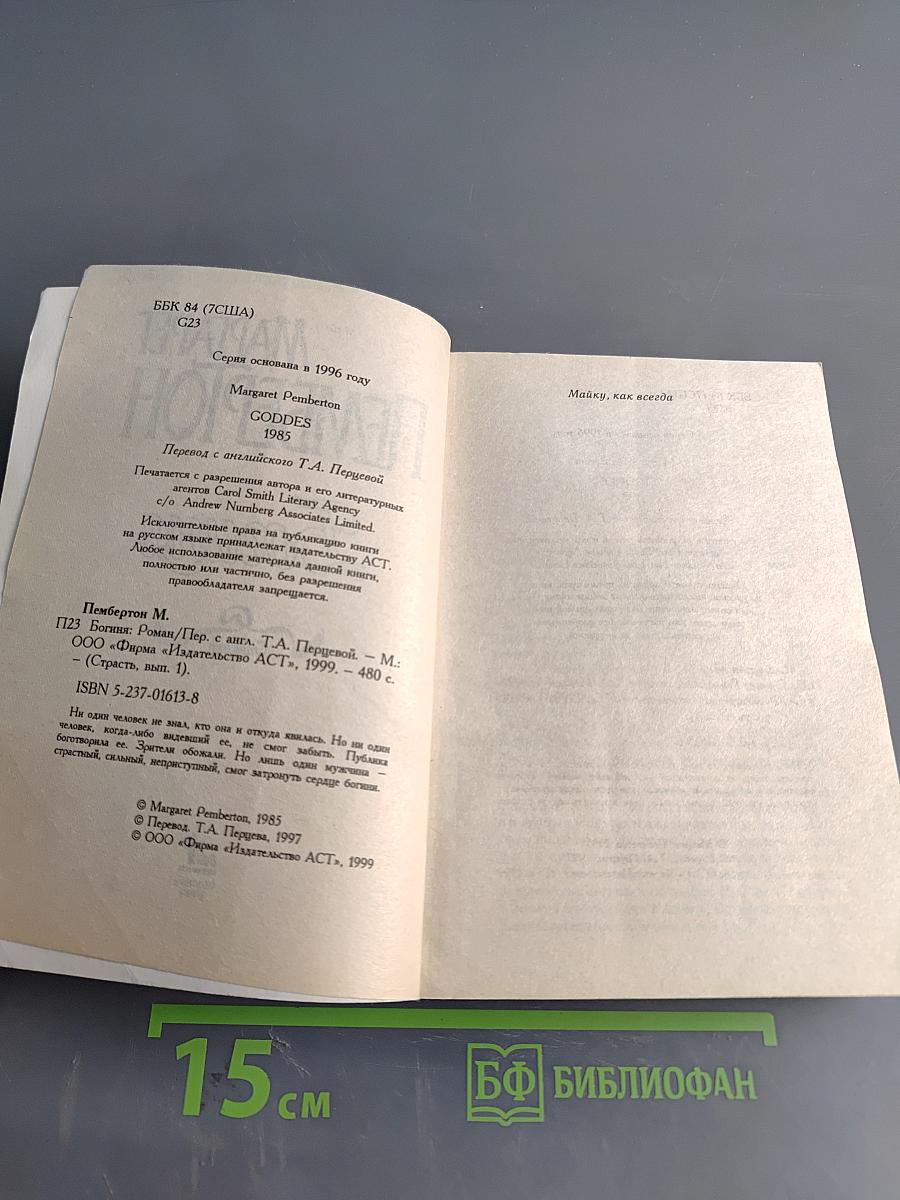 ББК 84 (7США)
G23
Серия основана в 1996 году
Margaret Pemberton
GODDES
1985
Перевод с английского Т.А. Перцевой
Печатается с разрешения автора и его литературных
агентов Carol Smith Literary Agency
c/o Andrew Nurnberg Associates Limited.
Исключительные права на публикацию книги
на русском языке принадлежат издательству АСТ.
Любое использование материала данной книги,
полностью или частично, без разрешения
правообладателя запрещается.
Пембертон М.
П23 Богиня: Роман/Пер. с англ. Т.А. Перцевой. — М.:
ООО «Фирма «Издательство АСТ», 1999. – 480 с.
– (Страсть, вып. 1).
ISBN 5-237-01613-8
Ни один человек не знал, кто она и откуда явилась. Но ни один
человек, когда-либо видевший ее, не смог забыть. Публика
боготворила ее. Зрители обожали. Но лишь один мужчина —
страстный, сильный, неприступный, смог затронуть сердце богини.
© Margaret Pemberton, 1985
© Перевод. Т.А. Перцева, 1997
© ООО «Фирма «Издательство АСТ», 1999
Майку, как всегда
15 см
БФ БИБЛИОФАН